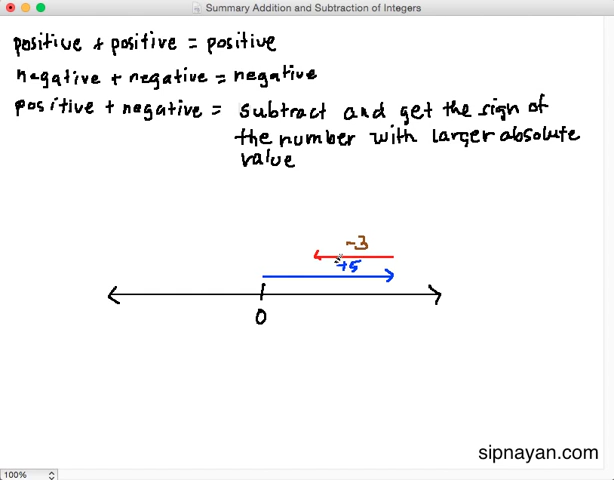 Summary Addition and Subtraction of Integers
positive + positive = positive
negative + negative = negative
positive + negative = subtract and get the sign of
the number with larger absolute
value
-3
+5
0
sipnayan.com
100%